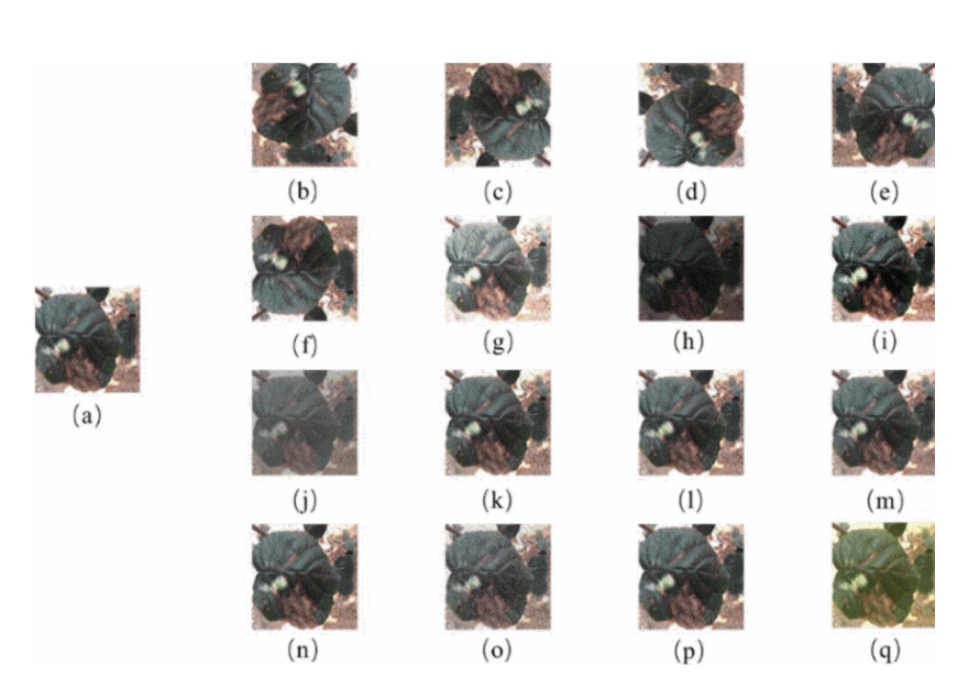 (b) (c) (d) (e)
(f) (g) (h) (i)
(a)
(j) (k) (l) (m)
(n) (o) (p) (q)